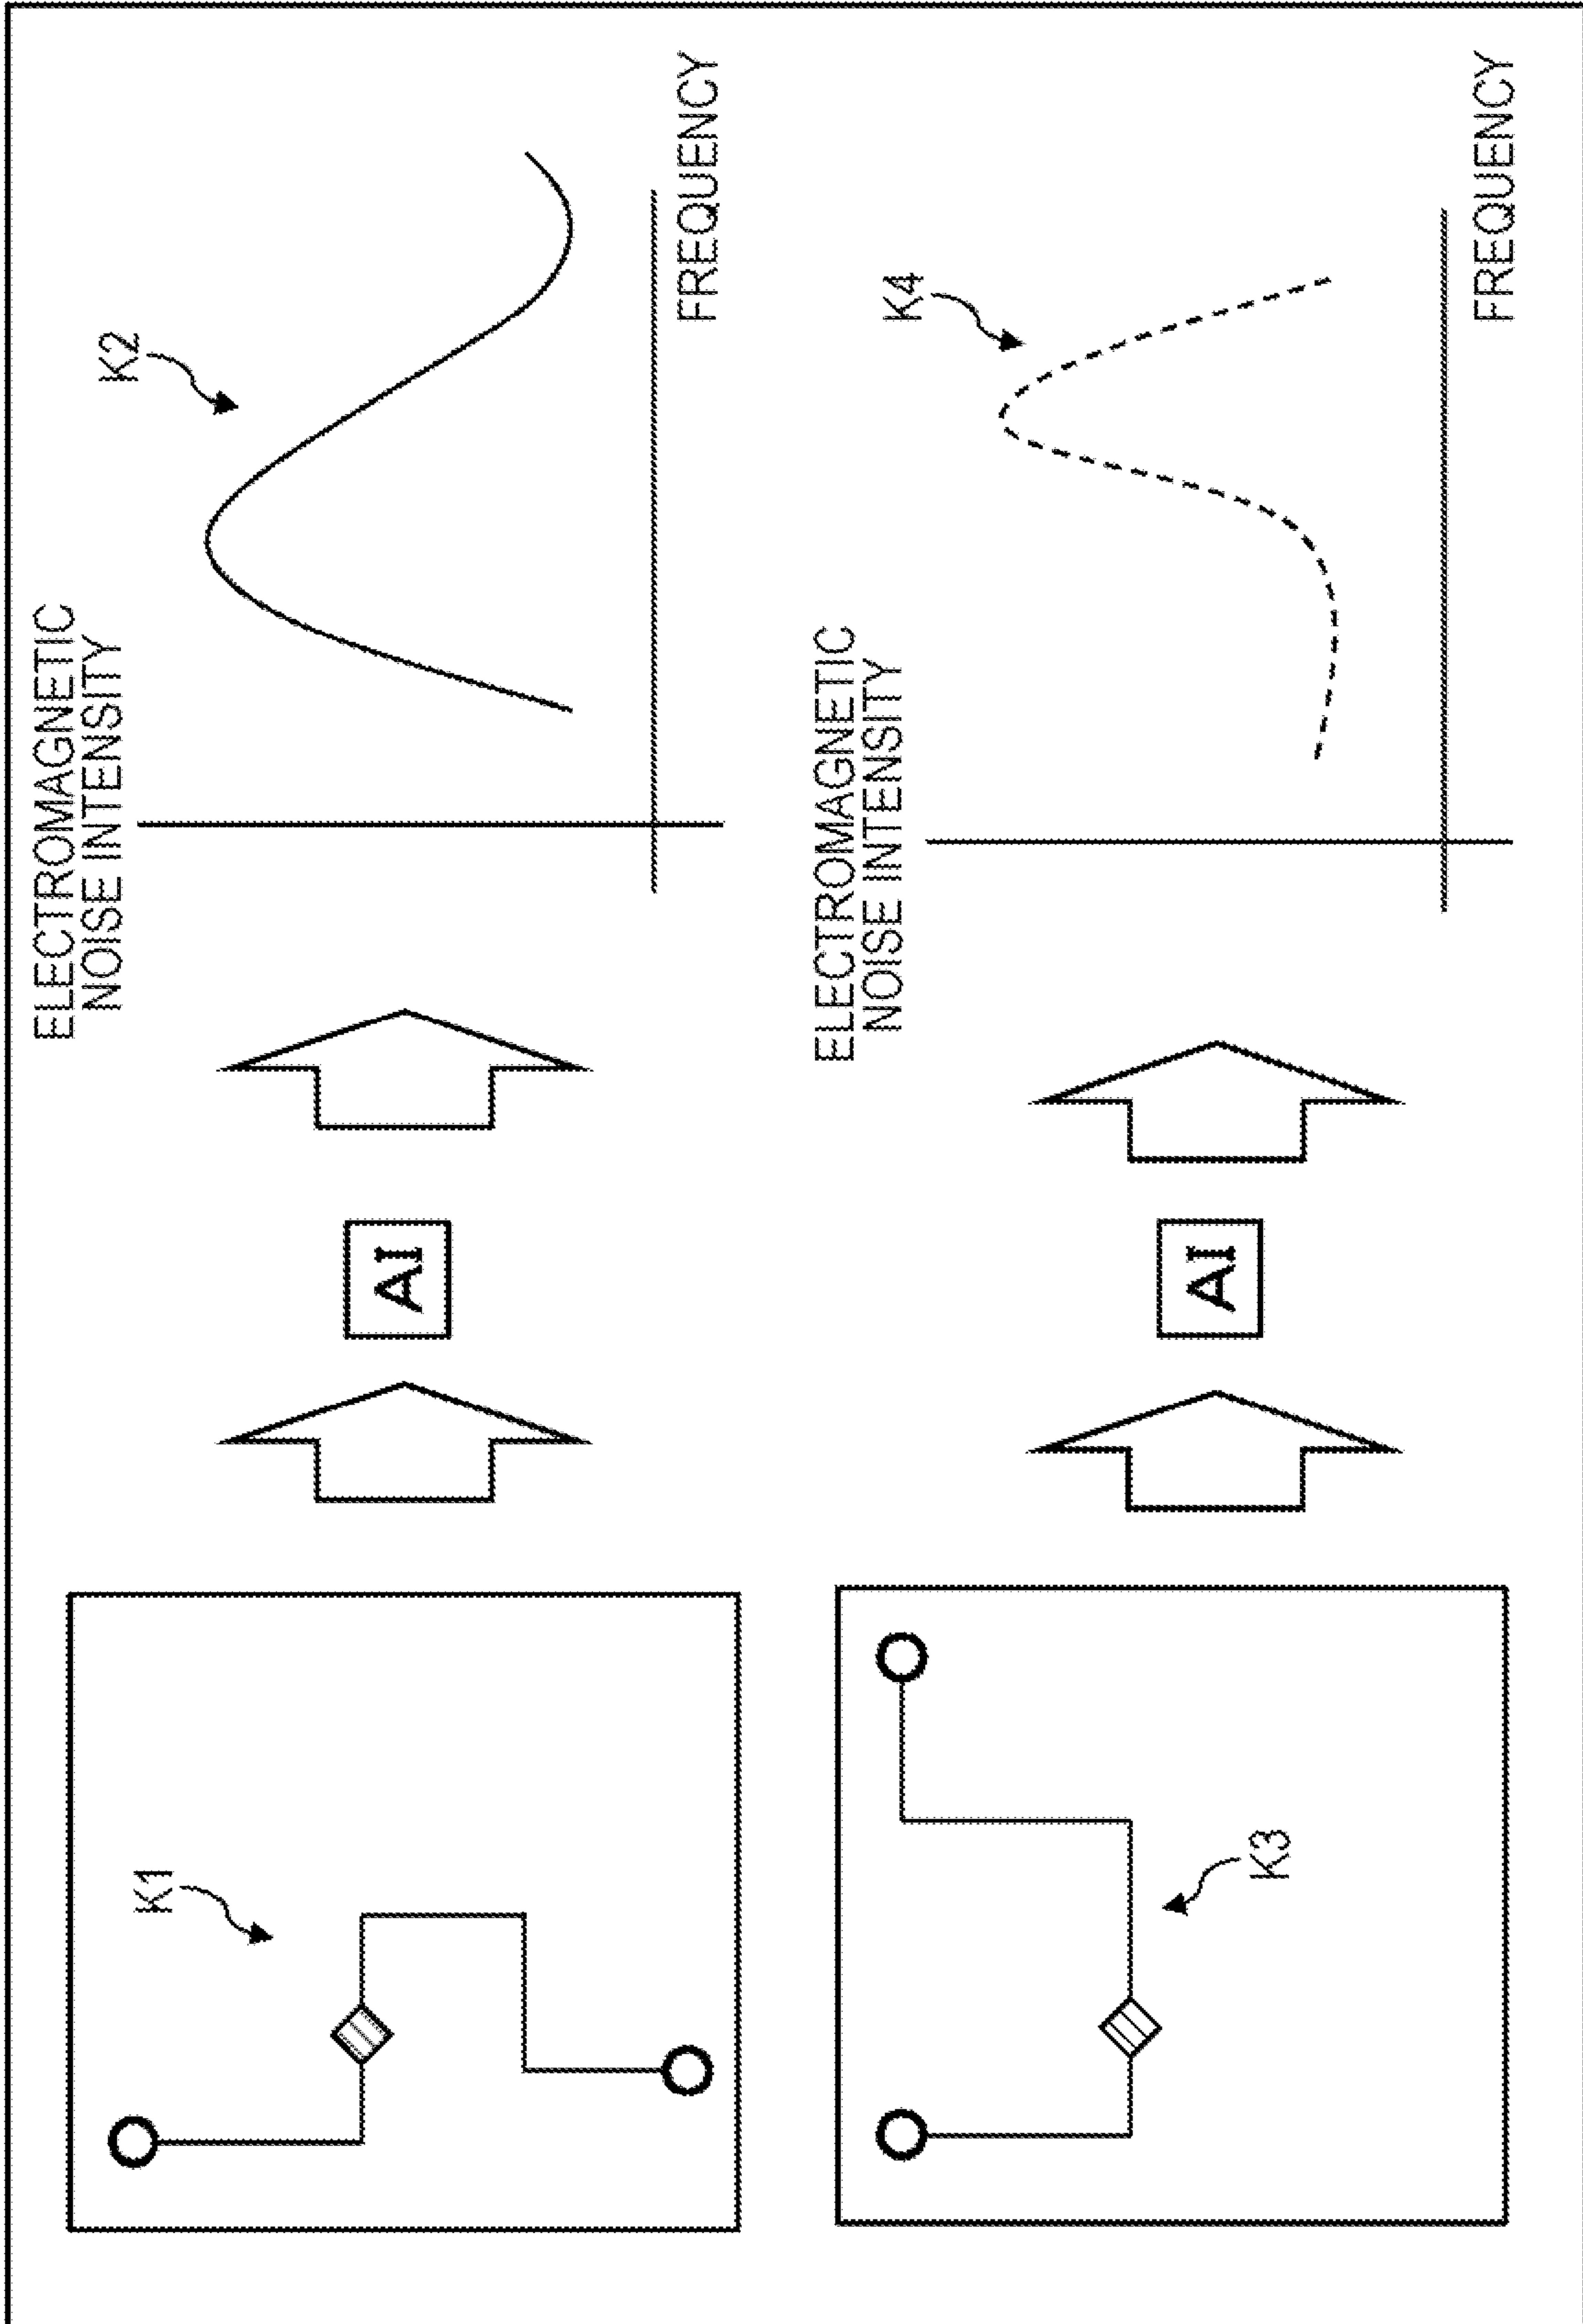 K1
AI
ELECTROMAGNETIC
NOISE INTENSITY
K2
FREQUENCY
K3
AI
ELECTROMAGNETIC
NOISE INTENSITY
K4
FREQUENCY